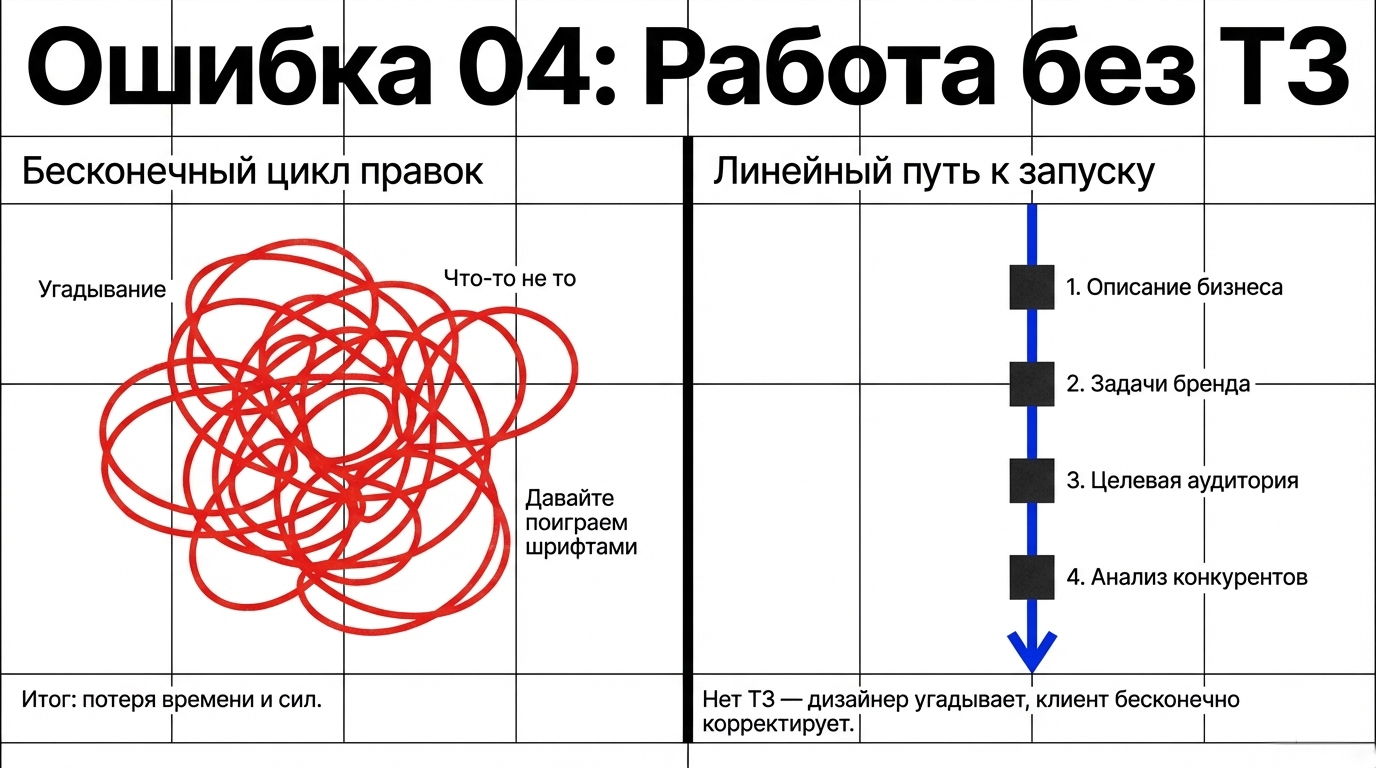 Ошибка 04: Работа без ТЗ
Бесконечный цикл правок
Угадывание
Что-то не то
Давайте
поиграем
шрифтами
Итог: потеря времени и сил.
Линейный путь к запуску
1. Описание бизнеса
2. Задачи бренда
3. Целевая аудитория
4. Анализ конкурентов
Нет ТЗ — дизайнер угадывает, клиент бесконечно
корректирует.